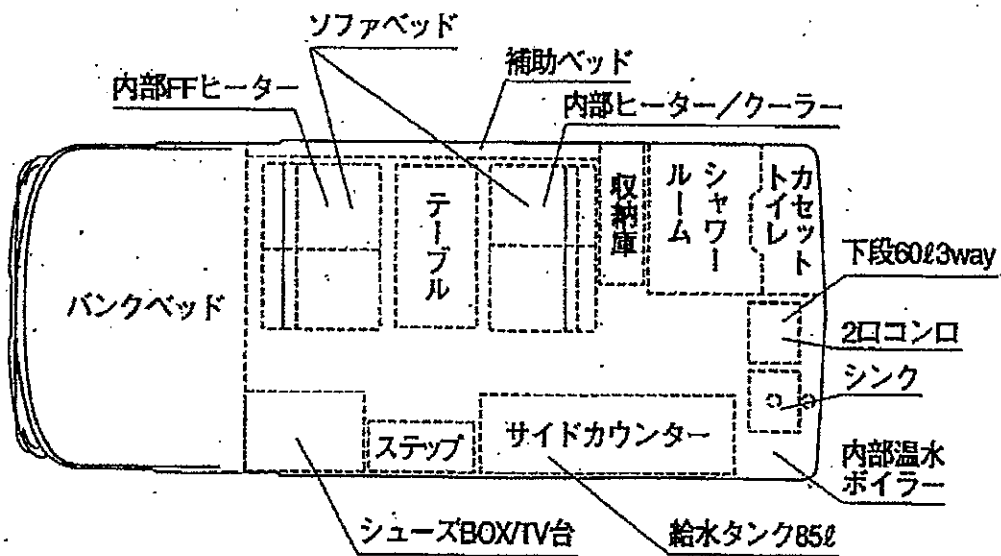 ソファベッド
補助ベッド
内部FFヒーター
内部ヒーター／クーラー
収納庫
シャワー
ルーム
カセット
トイレ
テーブル
下段60ℓ3way
バンクベッド
2口コンロ
シンク
ステップ
サイドカウンター
内部温水
ボイラー
シューズBOX/TV台
給水タンク85ℓ